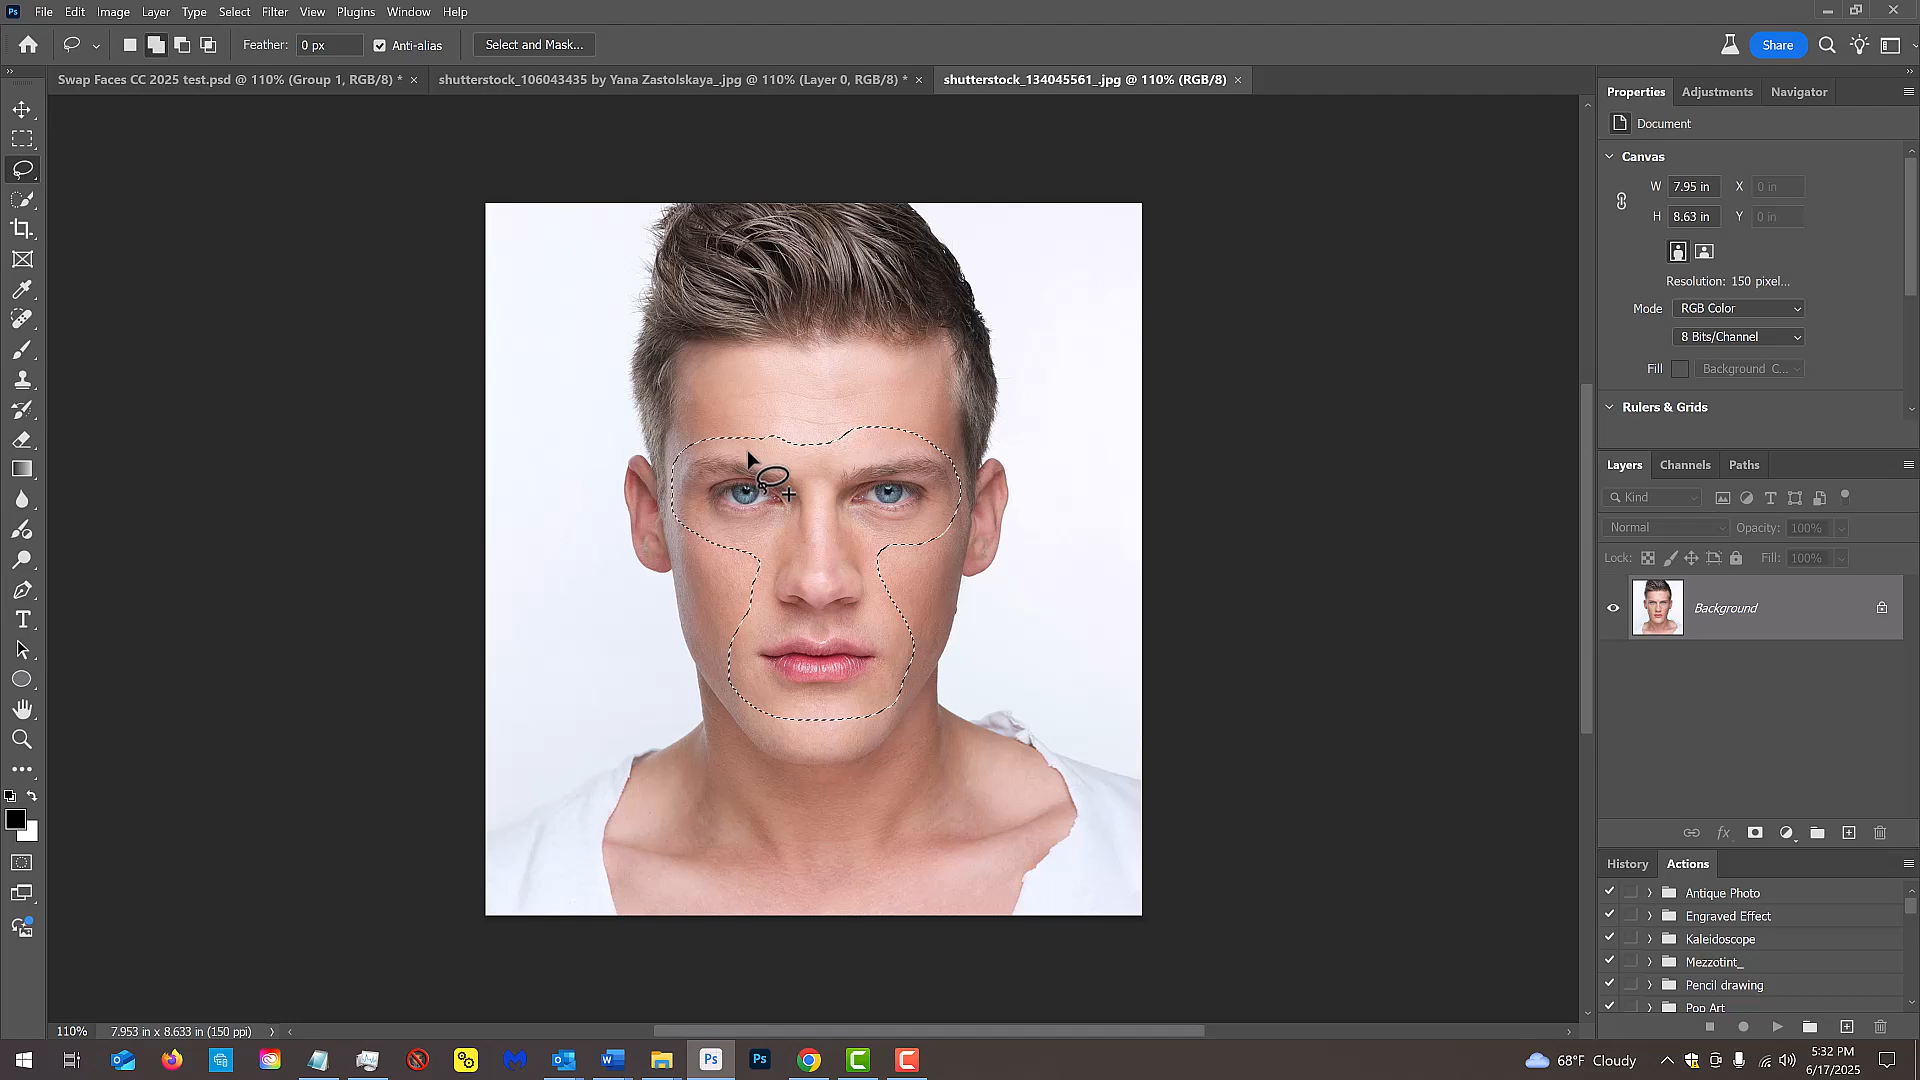 Ps File Edit Image Layer Type Select Filter View Plugins Window Help
Feather: 0 px Anti-alias Select and Mask... Share
Swap Faces CC 2025 test.psd @ 110% (Group 1, RGB/8) * × shutterstock_106043435 by Yana Zastolskaya_.jpg @ 110% (Layer 0, RGB/8) * × shutterstock_134045561_.jpg @ 110% (RGB/8) ×
Properties Adjustments Navigator
Document
Canvas
W 7.95 in X 0 in
H 8.63 in Y 0 in
Resolution: 150 pixel...
Mode RGB Color
8 Bits/Channel
Fill Background C...
Rulers & Grids
Layers Channels Paths
Kind
Normal Opacity: 100%
Lock: Fill: 100%
Background
fx
History Actions
Antique Photo
Engraved Effect
Kaleidoscope
Mezzotint_
Pencil drawing
Pop Art
110% 7.953 in x 8.633 in (150 ppi)
68°F Cloudy
5:32 PM
6/17/2025